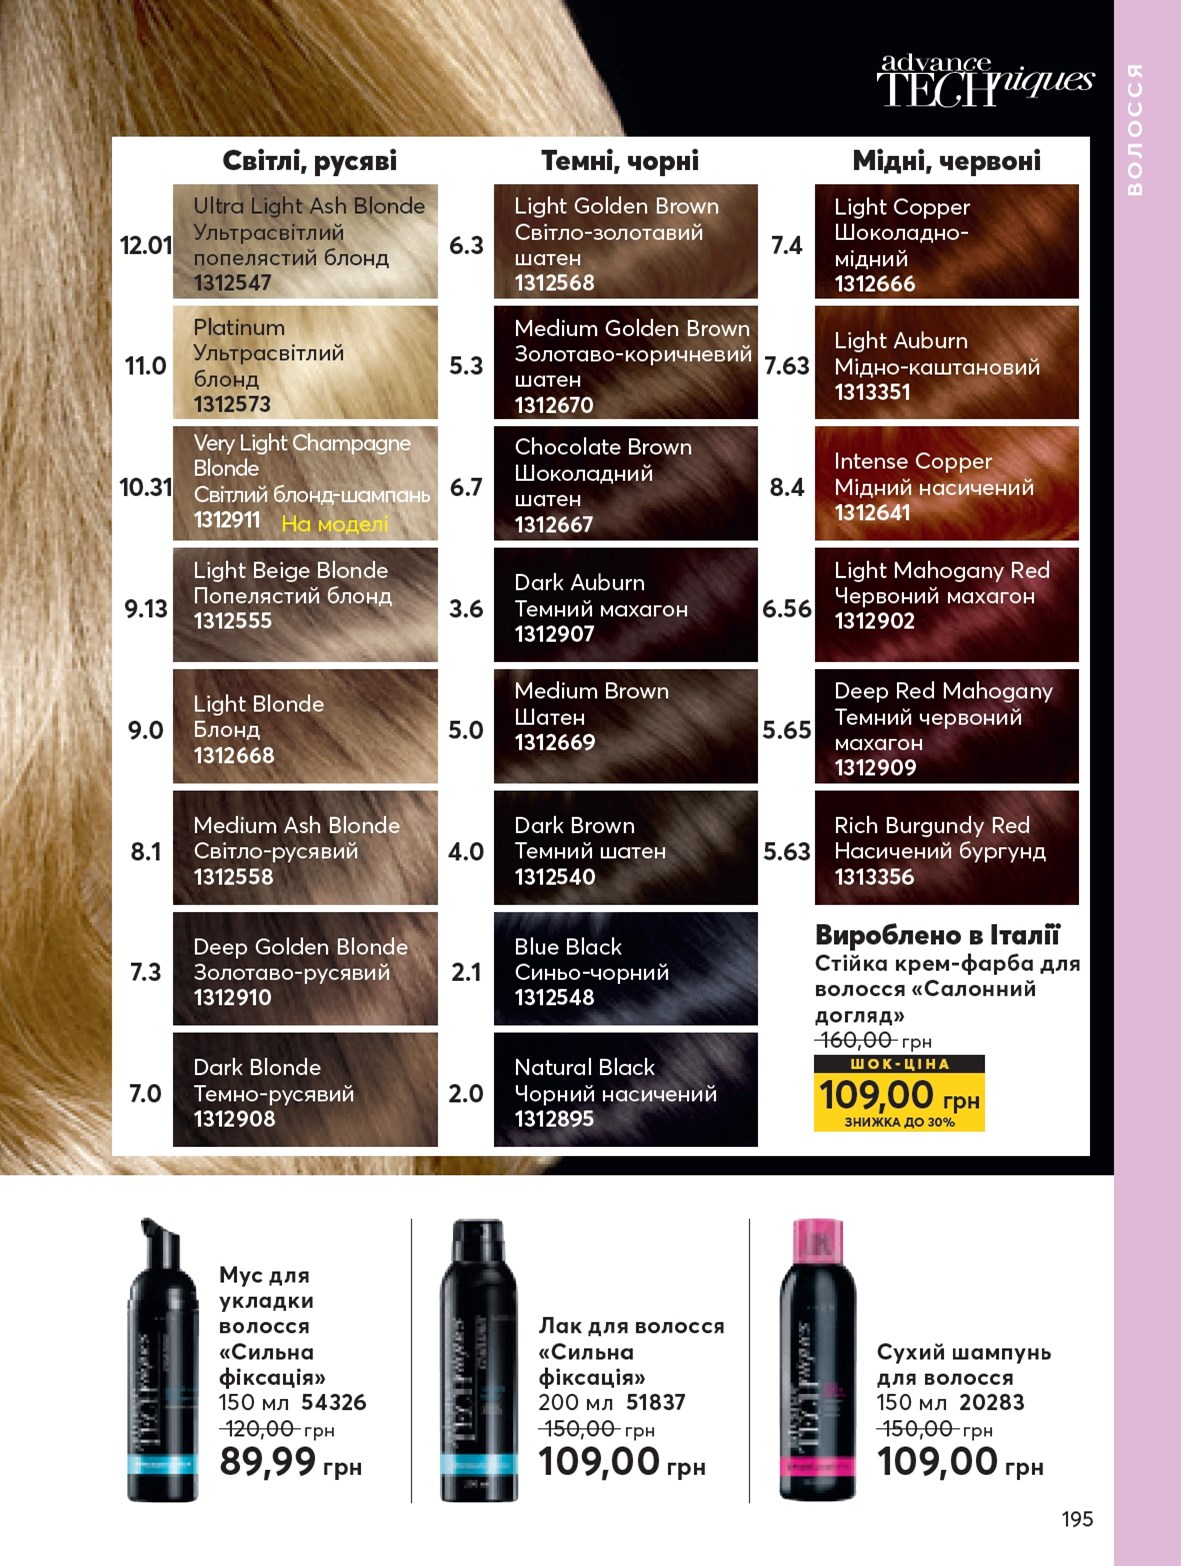 advance
TECHniques
ВОЛОССЯ
Світлі, русяві
12.01
Ultra Light Ash Blonde
Ультрасвітлий
попелястий блонд
1312547
11.0
Platinum
Ультрасвітлий
блонд
1312573
10.31
Very Light Champagne
Blonde
Світлий блонд-шампань
1312911 На моделі
9.13
Light Beige Blonde
Попелястий блонд
1312555
9.0
Light Blonde
Блонд
1312668
8.1
Medium Ash Blonde
Світло-русявий
1312558
7.3
Deep Golden Blonde
Золотаво-русявий
1312910
7.0
Dark Blonde
Темно-русявий
1312908
Темні, чорні
6.3
Light Golden Brown
Світло-золотавий
шатен
1312568
5.3
Medium Golden Brown
Золотаво-коричневий
шатен
1312670
6.7
Chocolate Brown
Шоколадний
шатен
1312667
3.6
Dark Auburn
Темний махагон
1312907
5.0
Medium Brown
Шатен
1312669
4.0
Dark Brown
Темний шатен
1312540
2.1
Blue Black
Синьо-чорний
1312548
2.0
Natural Black
Чорний насичений
1312895
Мідні, червоні
7.4
Light Copper
Шоколадно-
мідний
1312666
7.63
Light Auburn
Мідно-каштановий
1313351
8.4
Intense Copper
Мідний насичений
1312641
6.56
Light Mahogany Red
Червоний махагон
1312902
5.65
Deep Red Mahogany
Темний червоний
махагон
1312909
5.63
Rich Burgundy Red
Насичений бургунд
1313356
Вироблено в Італії
Стійка крем-фарба для
волосся «Салонний
догляд»
160,00 грн
ШОК-ЦІНА
109,00 грн
ЗНИЖКА ДО 30%
Мус для
укладки
волосся
«Сильна
фіксація»
150 мл 54326
120,00 грн
89,99 грн
Лак для волосся
«Сильна
фіксація»
200 мл 51837
150,00 грн
109,00 грн
Сухий шампунь
для волосся
150 мл 20283
150,00 грн
109,00 грн
195